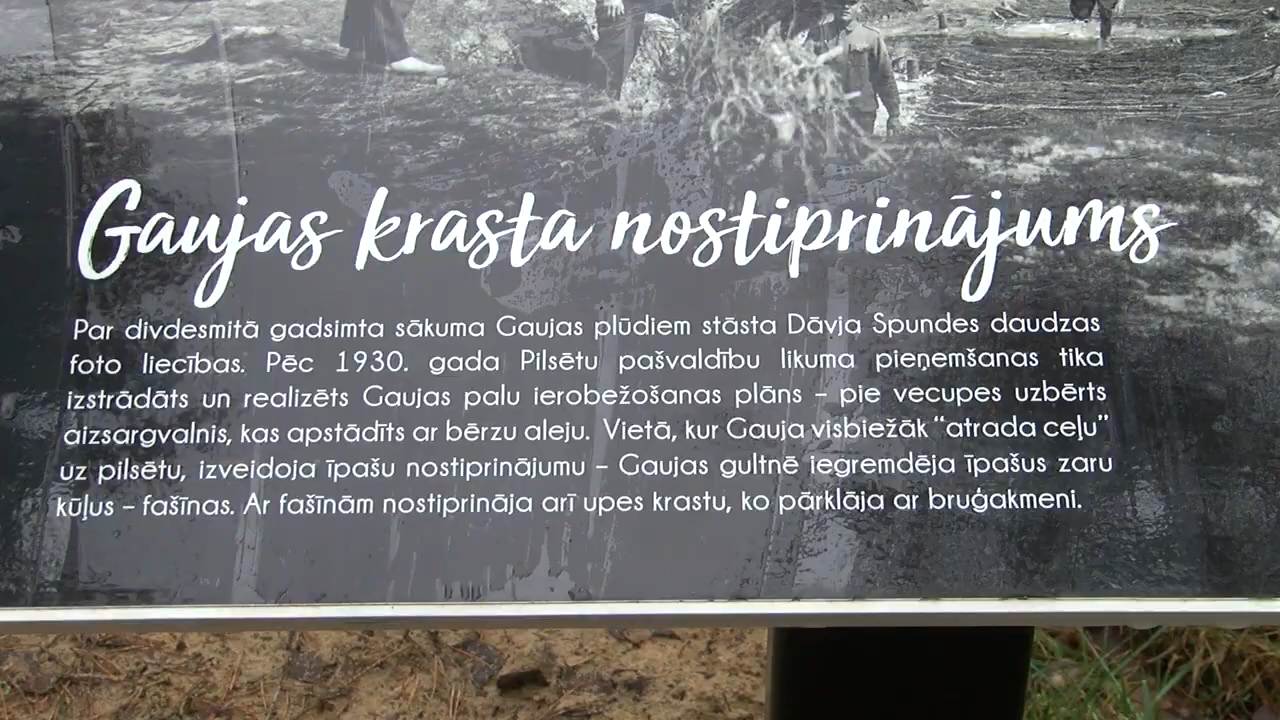 Gaujas krasta nostiprinājums
Par divdesmitā gadsimta sākuma Gaujas plūdiem stāsta Dāvja Spundes daudzas
foto liecības. Pēc 1930. gada Pilsētu pašvaldību likuma pieņemšanas tika
izstrādāts un realizēts Gaujas palu ierobežošanas plāns – pie vecupes uzbērts
aizsargvalnis, kas apstādīts ar bērzu aleju. Vietā, kur Gauja visbiežāk “atrada ceļu”
uz pilsētu, izveidoja īpašu nostiprinājumu – Gaujas gultnē iegremdēja īpašus zaru
kūļus – fašīnas. Ar fašīnām nostiprināja arī upes krastu, ko pārklāja ar bruģakmeni.